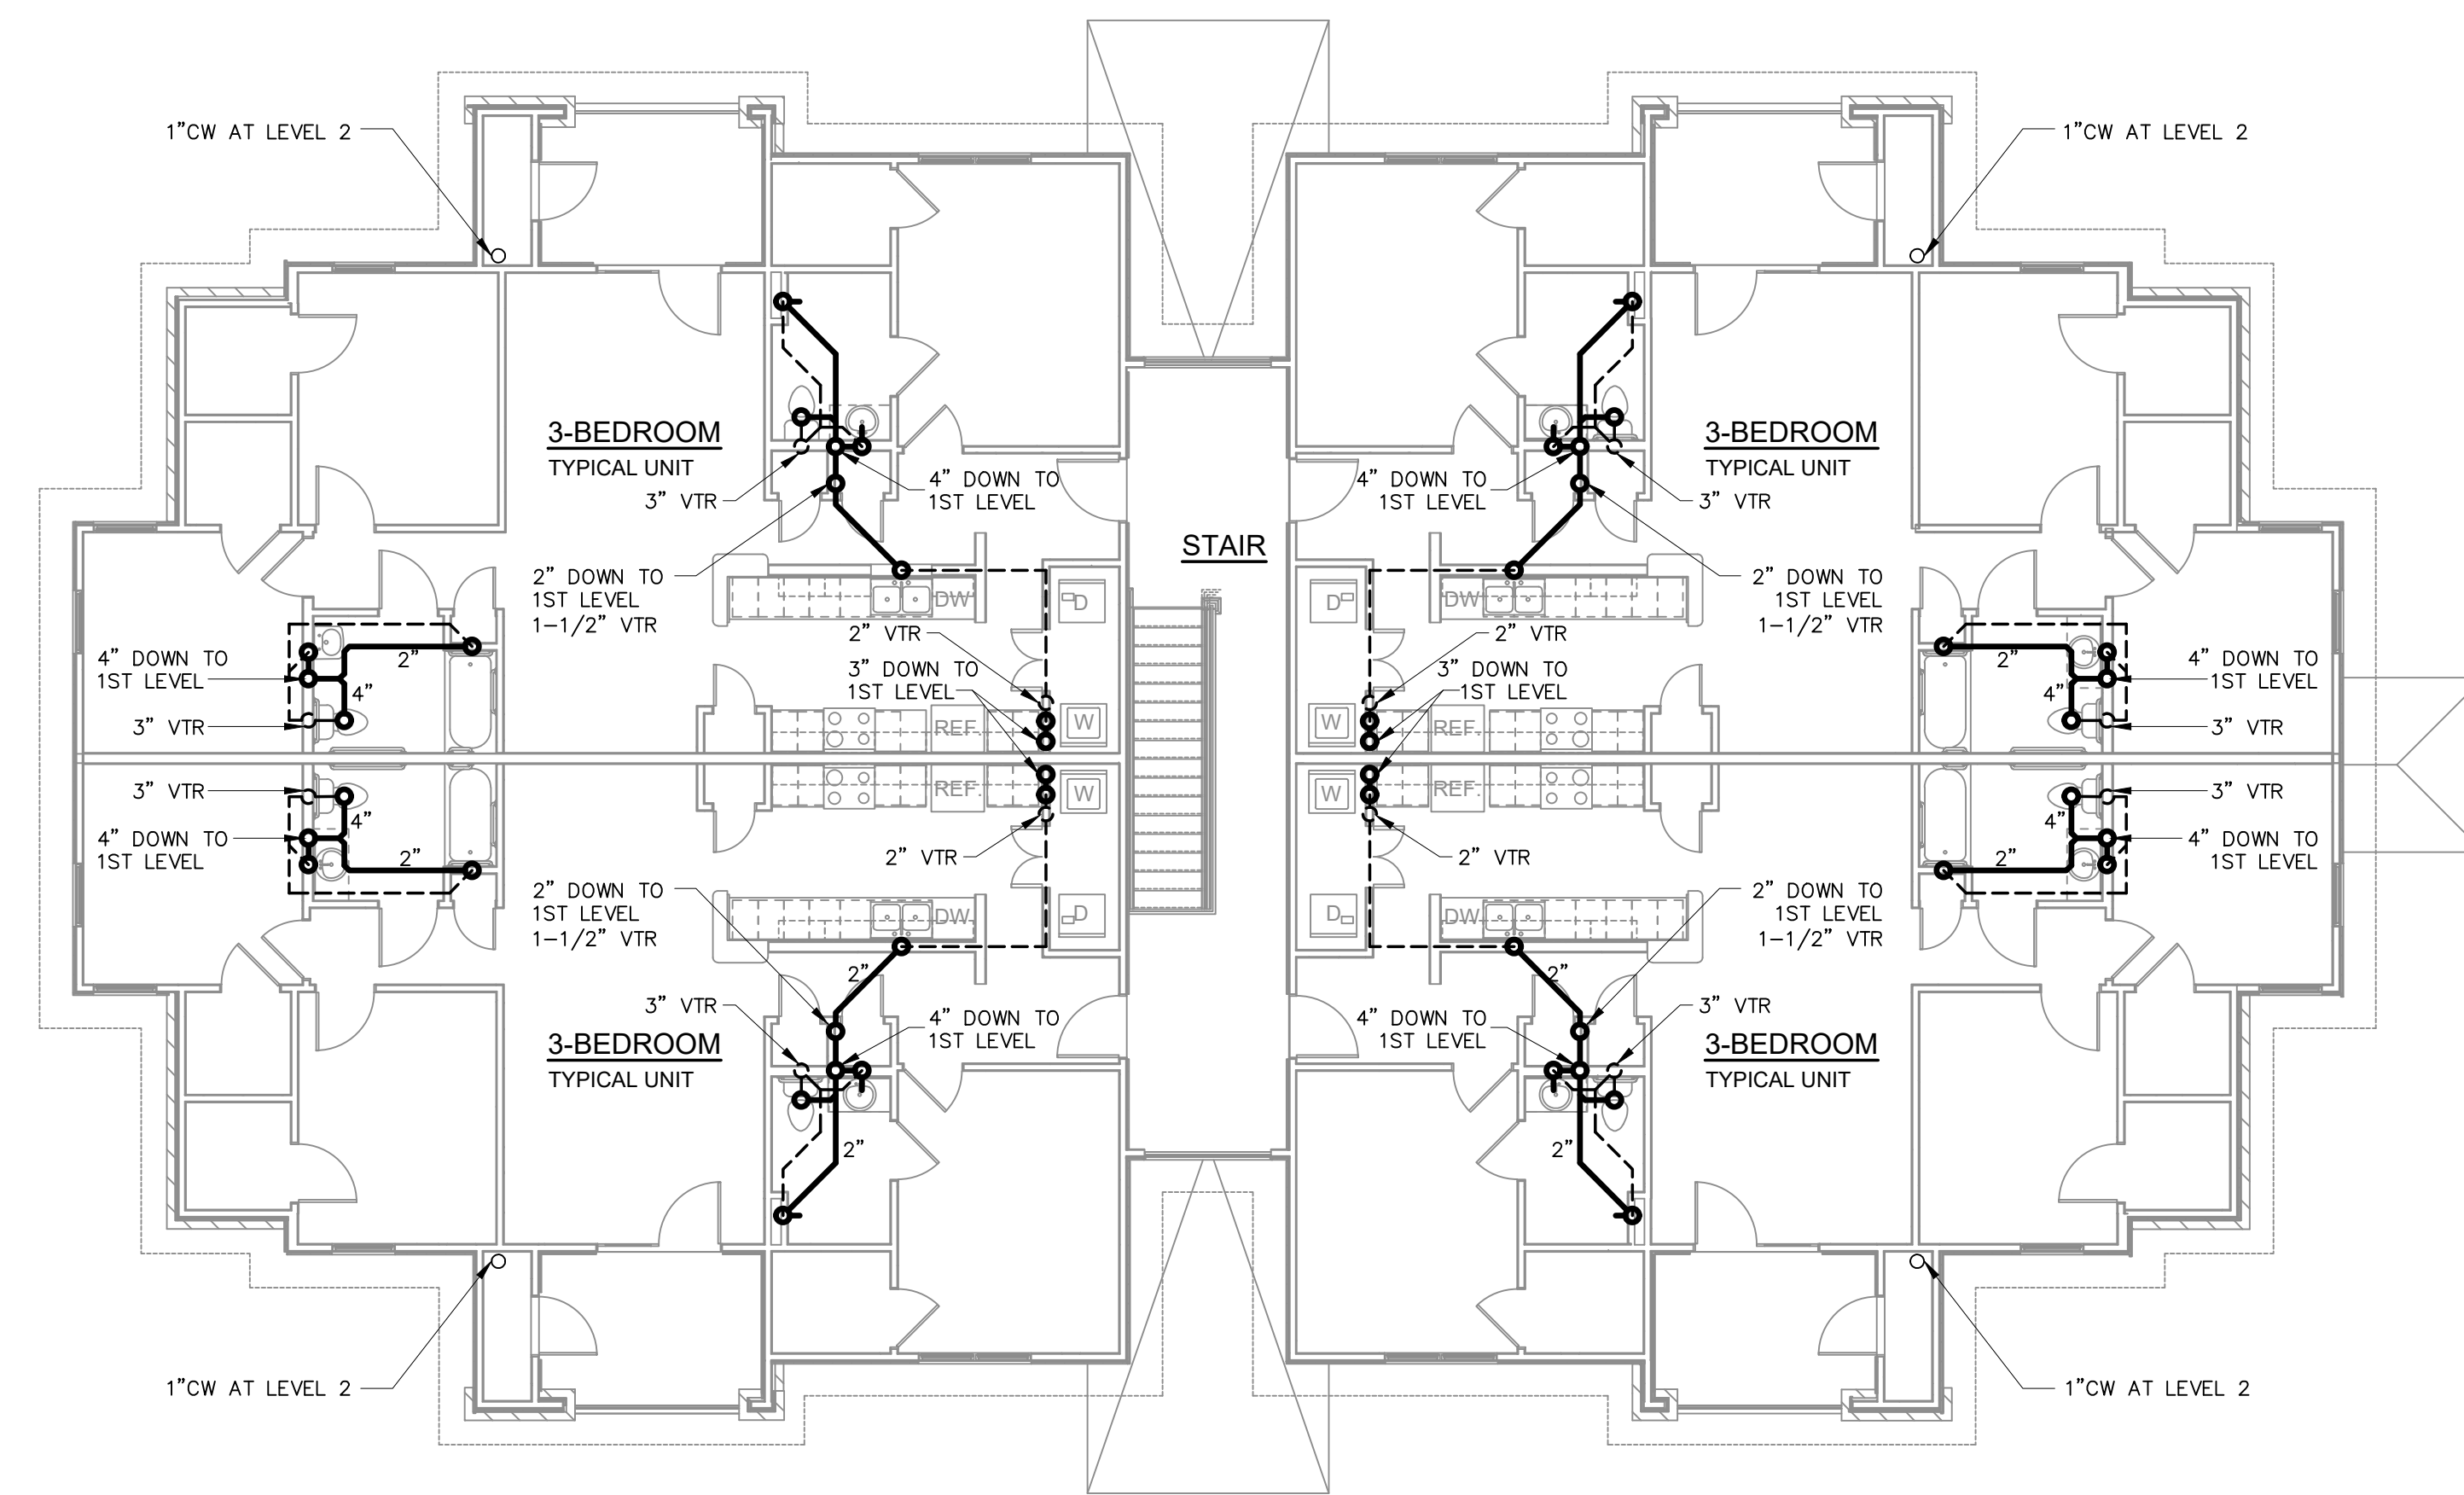 1"CW AT LEVEL 2
1"CW AT LEVEL 2
3-BEDROOM
TYPICAL UNIT
3" VTR
4" DOWN TO
1ST LEVEL
4" DOWN TO
1ST LEVEL
3" VTR
3-BEDROOM
TYPICAL UNIT
STAIR
2" DOWN TO
1ST LEVEL
1-1/2" VTR
DW
D
D
DW
2" DOWN TO
1ST LEVEL
1-1/2" VTR
2" VTR
2" VTR
4" DOWN TO
1ST LEVEL
2"
4"
3" VTR
3" DOWN TO
1ST LEVEL
3" DOWN TO
1ST LEVEL
2"
4"
4" DOWN TO
1ST LEVEL
3" VTR
REF.
W
W
REF.
3" VTR
4"
4" DOWN TO
1ST LEVEL
2"
REF.
W
W
REF.
3" VTR
4"
4" DOWN TO
1ST LEVEL
2"
2" VTR
2" VTR
2" DOWN TO
1ST LEVEL
1-1/2" VTR
DW
D
D
DW
2" DOWN TO
1ST LEVEL
1-1/2" VTR
2"
2"
3" VTR
4" DOWN TO
1ST LEVEL
4" DOWN TO
1ST LEVEL
3" VTR
3-BEDROOM
TYPICAL UNIT
3-BEDROOM
TYPICAL UNIT
2"
2"
1"CW AT LEVEL 2
1"CW AT LEVEL 2